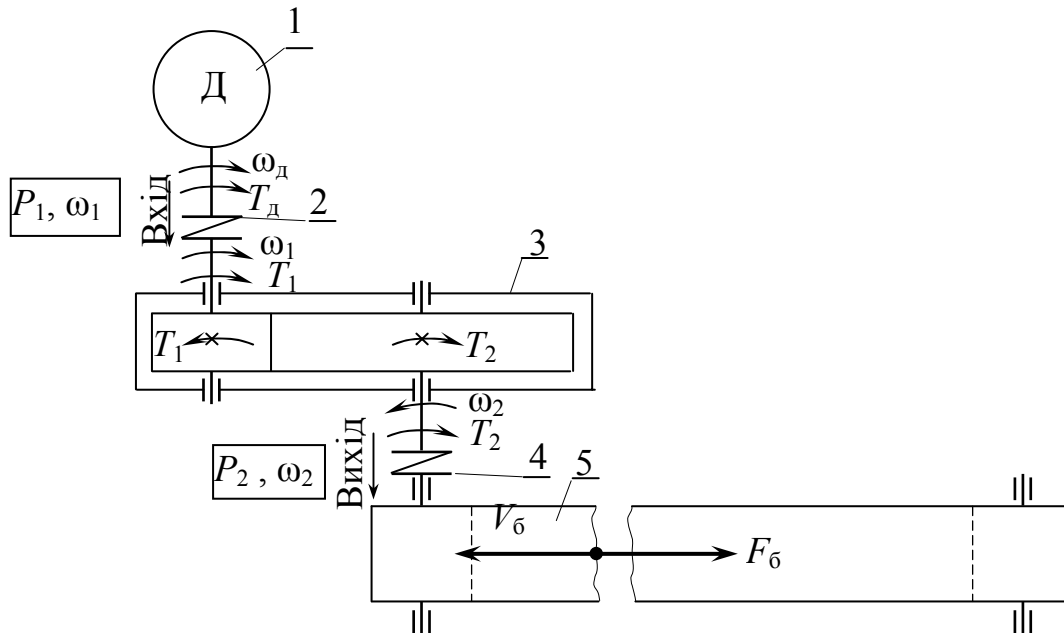 1
Д
ω_д
T_д
P_1, ω_1
Вхід
2
ω_1
T_1
3
T_1
T_2
ω_2
T_2
P_2 , ω_2
Вихід
4
5
V_б
F_б